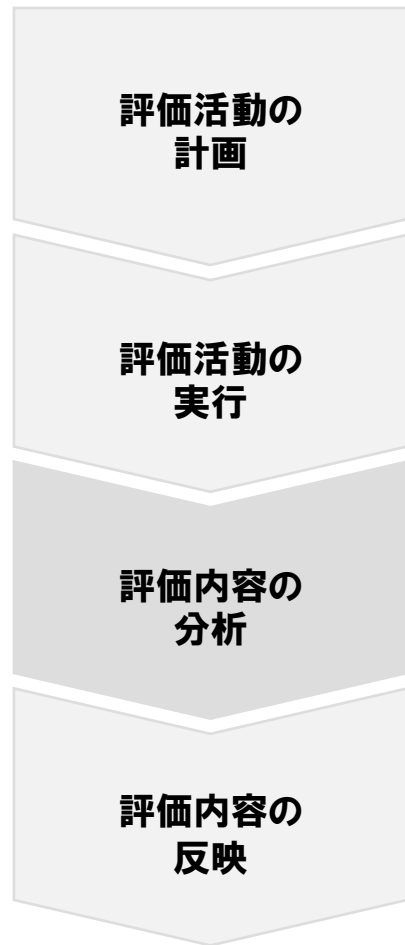 評価活動の
計画
評価活動の
実行
評価内容の
分析
評価内容の
反映